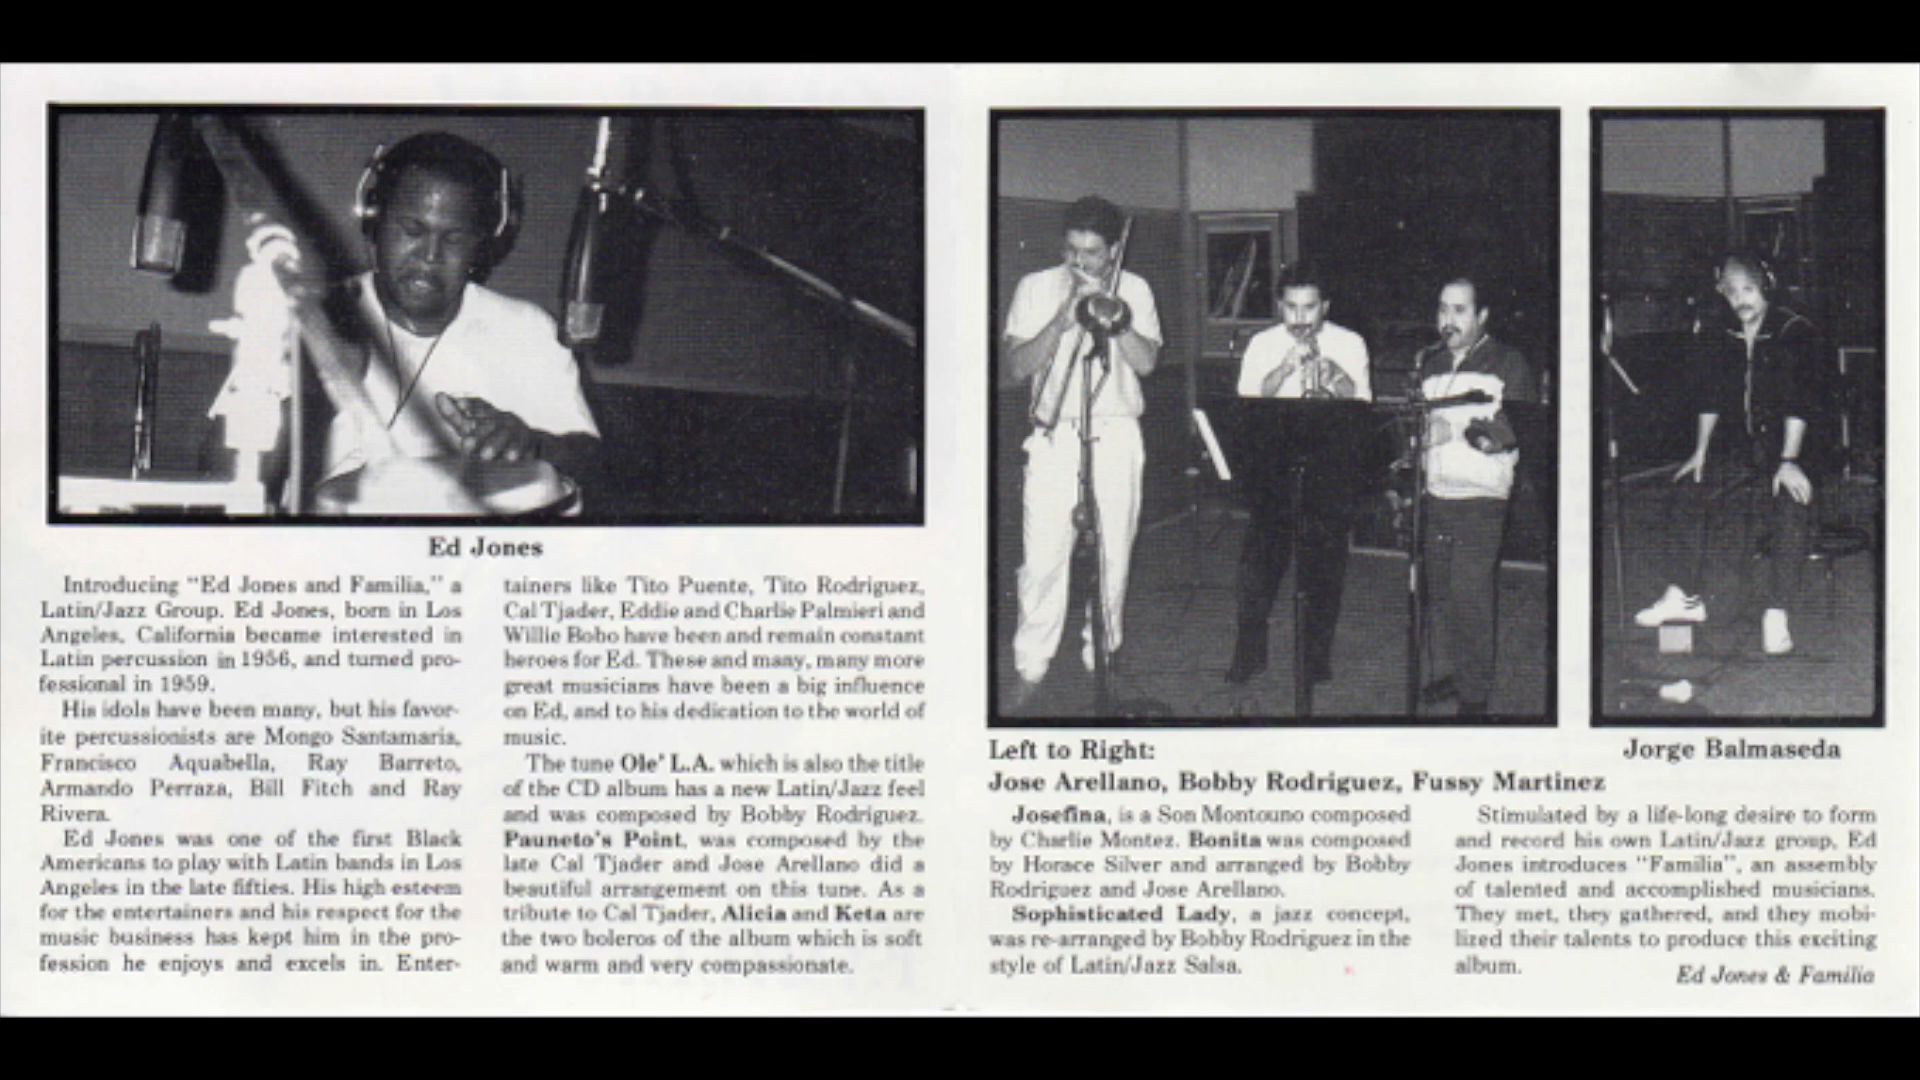 Ed Jones
Introducing "Ed Jones and Familia," a
Latin/Jazz Group. Ed Jones, born in Los
Angeles, California became interested in
Latin percussion in 1956, and turned pro-
fessional in 1959.
His idols have been many, but his favor-
ite percussionists are Mongo Santamaria,
Francisco Aquabella, Ray Barreto,
Armando Perraza, Bill Fitch and Ray
Rivera.
Ed Jones was one of the first Black
Americans to play with Latin bands in Los
Angeles in the late fifties. His high esteem
for the entertainers and his respect for the
music business has kept him in the pro-
fession he enjoys and excels in. Enter-
tainers like Tito Puente, Tito Rodriguez,
Cal Tjader, Eddie and Charlie Palmieri and
Willie Bobo have been and remain constant
heroes for Ed. These and many, many more
great musicians have been a big influence
on Ed, and to his dedication to the world of
music.
The tune Ole' L.A. which is also the title
of the CD album has a new Latin/Jazz feel
and was composed by Bobby Rodriguez.
Pauneto's Point, was composed by the
late Cal Tjader and Jose Arellano did a
beautiful arrangement on this tune. As a
tribute to Cal Tjader, Alicia and Keta are
the two boleros of the album which is soft
and warm and very compassionate.
Left to Right:
Jose Arellano, Bobby Rodriguez, Fussy Martinez
Jorge Balmaseda
Josefina, is a Son Montouno composed
by Charlie Montez. Bonita was composed
by Horace Silver and arranged by Bobby
Rodriguez and Jose Arellano.
Sophisticated Lady, a jazz concept,
was re-arranged by Bobby Rodriguez in the
style of Latin/Jazz Salsa.
Stimulated by a life-long desire to form
and record his own Latin/Jazz group, Ed
Jones introduces "Familia", an assembly
of talented and accomplished musicians.
They met, they gathered, and they mobi-
lized their talents to produce this exciting
album.
Ed Jones & Familia